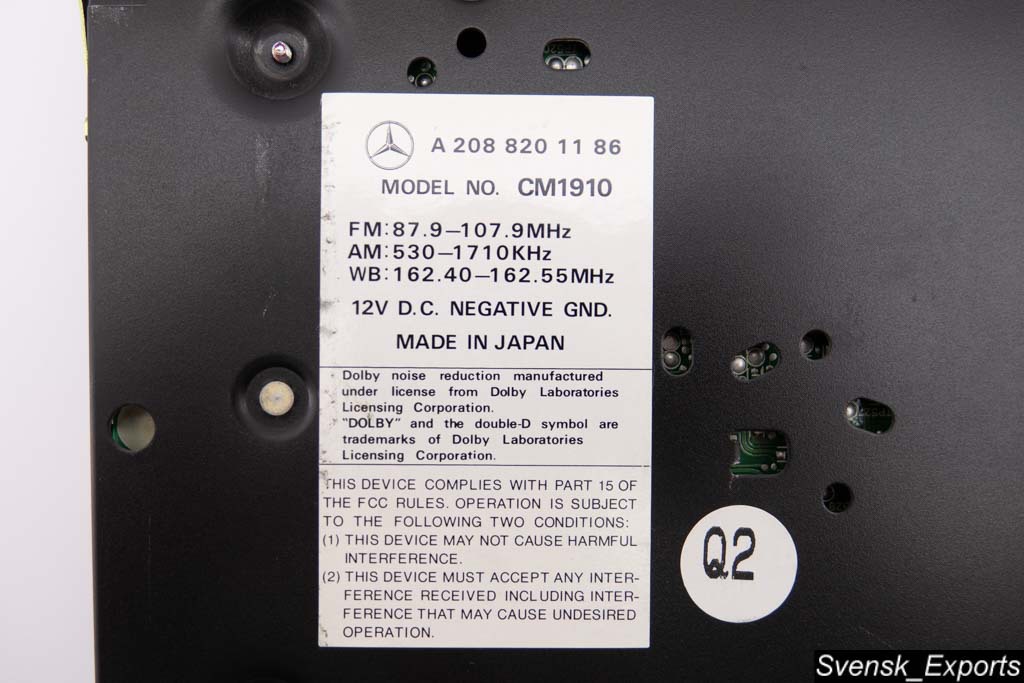 A 208 820 11 86
MODEL NO. CM1910
FM:87.9–107.9MHz
AM:530–1710KHz
WB:162.40–162.55MHz
12V D.C. NEGATIVE GND.
MADE IN JAPAN
Dolby noise reduction manufactured
under license from Dolby Laboratories
Licensing Corporation.
"DOLBY" and the double-D symbol are
trademarks of Dolby Laboratories
Licensing Corporation.
THIS DEVICE COMPLIES WITH PART 15 OF
THE FCC RULES. OPERATION IS SUBJECT
TO THE FOLLOWING TWO CONDITIONS:
(1) THIS DEVICE MAY NOT CAUSE HARMFUL
INTERFERENCE.
(2) THIS DEVICE MUST ACCEPT ANY INTER-
FERENCE RECEIVED INCLUDING INTER-
FERENCE THAT MAY CAUSE UNDESIRED
OPERATION.
Q2
Svensk_Exports